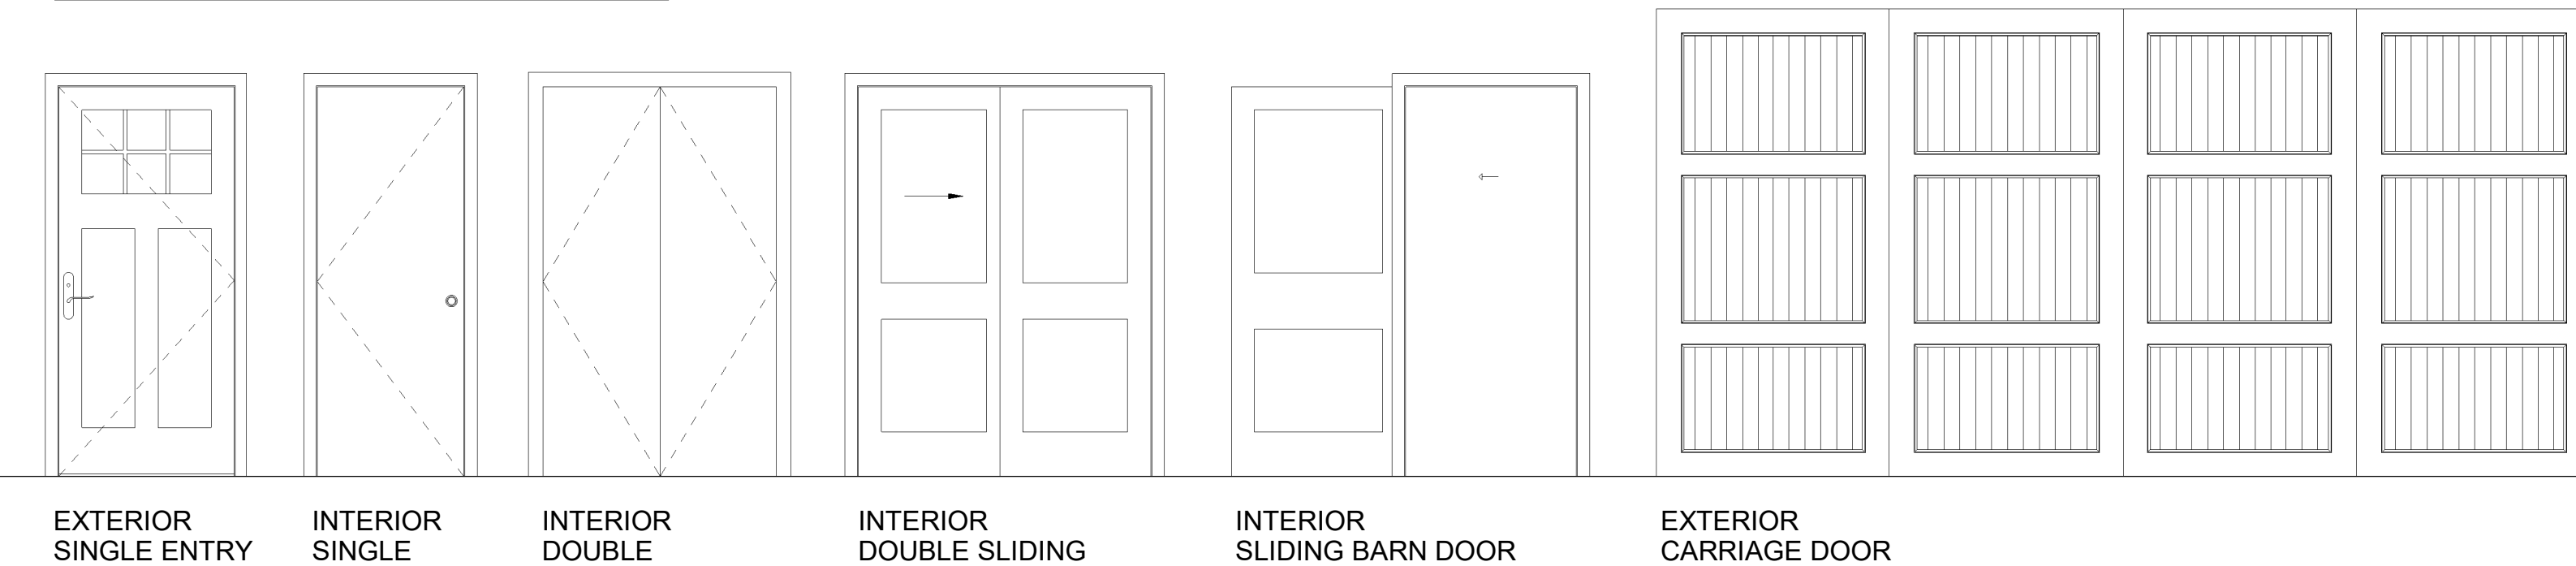 EXTERIOR
SINGLE ENTRY
INTERIOR
SINGLE
INTERIOR
DOUBLE
INTERIOR
DOUBLE SLIDING
INTERIOR
SLIDING BARN DOOR
EXTERIOR
CARRIAGE DOOR